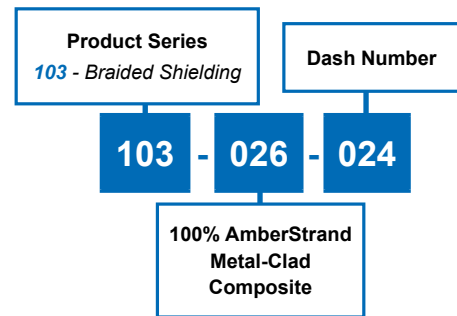 Product Series
103 - Braided Shielding
Dash Number
103 - 026 - 024
100% AmberStrand
Metal-Clad
Composite